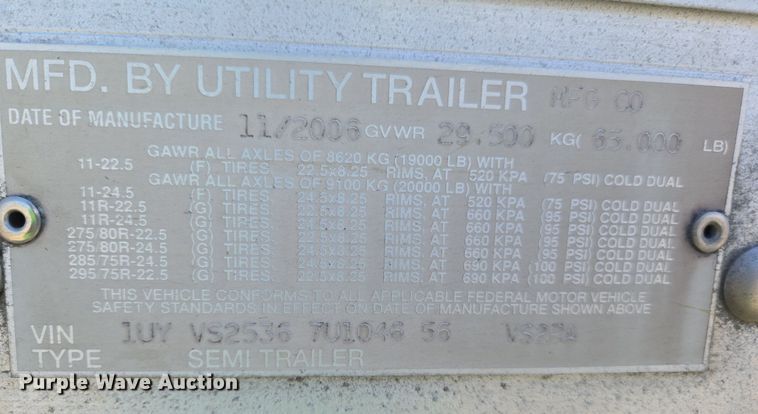 MFD. BY UTILITY TRAILER MFG CO
DATE OF MANUFACTURE 11/2006 GVWR 29.500 KG( 65.000 LB)
GAWR ALL AXLES OF 8620 KG (19000 LB) WITH
11-22.5 (F) TIRES. 22.5x8.25 RIMS. AT 520 KPA (75 PSI) COLD DUAL
GAWR ALL AXLES OF 9100 KG (20000 LB) WITH
11-24.5 (F) TIRES. 24.5x8.25 RIMS. AT 520 KPA (75 PSI) COLD DUAL
11R-22.5 (G) TIRES. 22.5x8.25 RIMS. AT 660 KPA (95 PSI) COLD DUAL
11R-24.5 (G) TIRES. 24.5x8.25 RIMS. AT 660 KPA (95 PSI) COLD DUAL
275 80R-22.5 (G) TIRES. 22.5x8.25 RIMS. AT 660 KPA (95 PSI) COLD DUAL
275 80R-24.5 (G) TIRES. 24.5x8.25 RIMS. AT 660 KPA (95 PSI) COLD DUAL
285 75R-24.5 (G) TIRES. 24.5x8.25 RIMS. AT 690 KPA (100 PSI) COLD DUAL
295 75R-22.5 (G) TIRES. 22.5x8.25 RIMS. AT 690 KPA (100 PSI) COLD DUAL
THIS VEHICLE CONFORMS TO ALL APPLICABLE FEDERAL MOTOR VEHICLE
SAFETY STANDARDS IN EFFECT ON DATE OF MANUFACTURE SHOWN ABOVE
VIN 1UY VS2536 7U1046 56
TYPE SEMI TRAILER
Purple Wave Auction